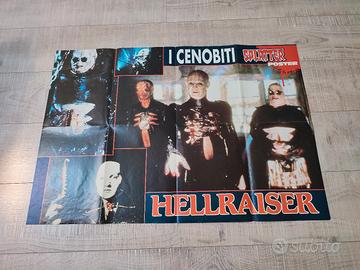 I CENOBITI
SPLATTER
POSTER
HELLRAISER
subito